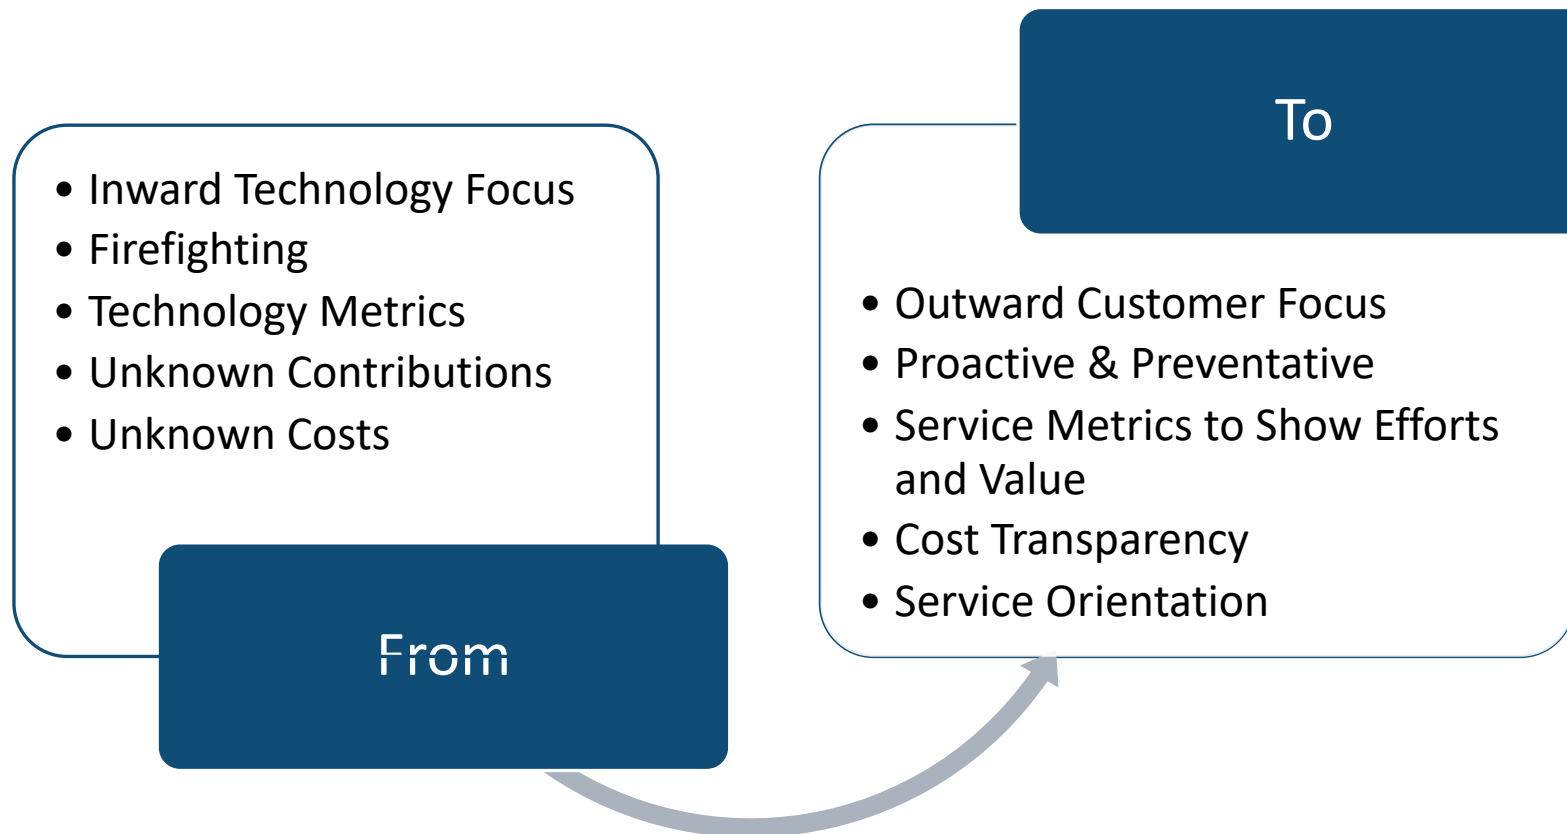 • Inward Technology Focus
• Firefighting
• Technology Metrics
• Unknown Contributions
• Unknown Costs
From
To
• Outward Customer Focus
• Proactive & Preventative
• Service Metrics to Show Efforts
and Value
• Cost Transparency
• Service Orientation